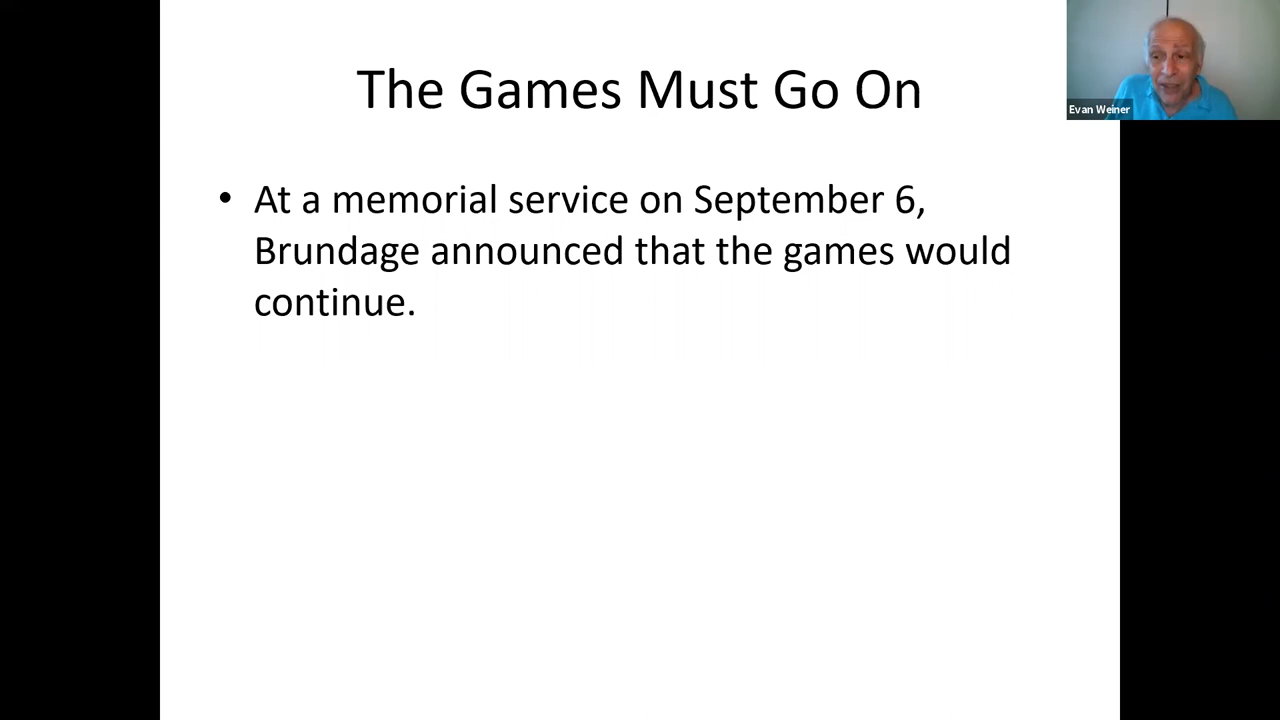 The Games Must Go On
Evan Weiner
• At a memorial service on September 6,
Brundage announced that the games would
continue.